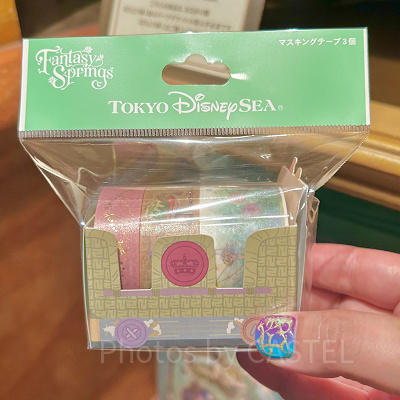 Fantasy
Springs
マスキングテープ3個
TOKYO DISNEYSEA®
Photos by CASTEL